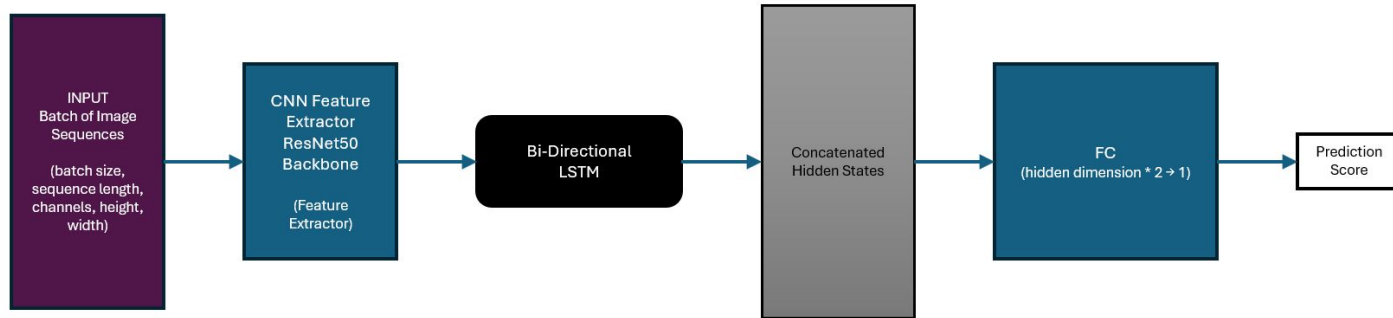 INPUT
Batch of Image
Sequences
(batch size,
sequence length,
channels, height,
width)
CNN Feature
Extractor
ResNet50
Backbone
(Feature
Extractor)
Bi-Directional
LSTM
Concatenated
Hidden States
FC
(hidden dimension * 2 → 1)
Prediction
Score